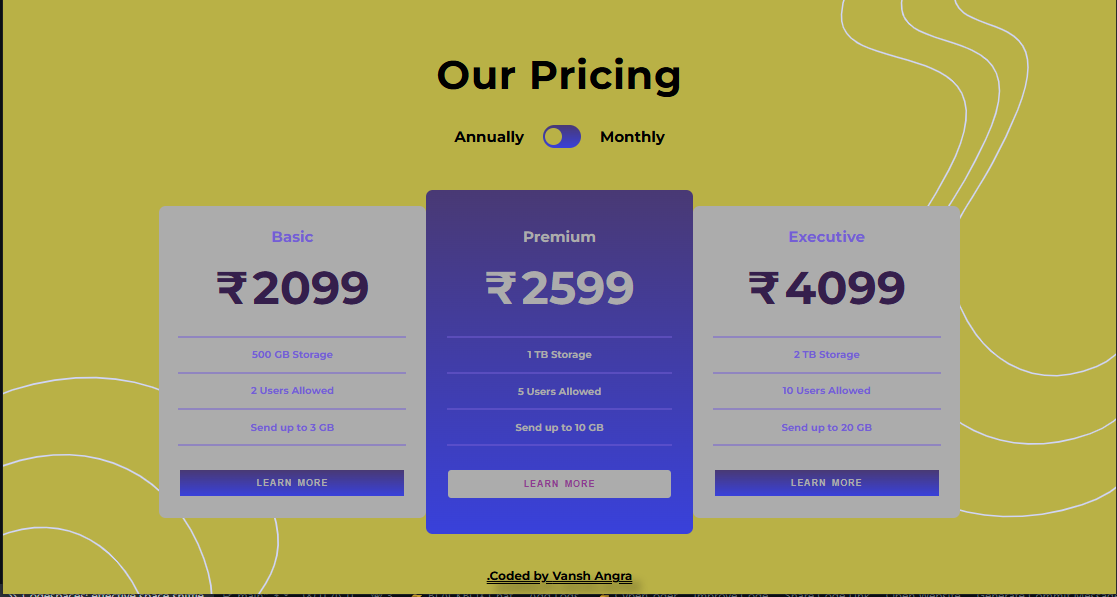 Our Pricing
Annually Monthly
Basic
₹2099
500 GB Storage
2 Users Allowed
Send up to 3 GB
LEARN MORE
Premium
₹2599
1 TB Storage
5 Users Allowed
Send up to 10 GB
LEARN MORE
Executive
₹4099
2 TB Storage
10 Users Allowed
Send up to 20 GB
LEARN MORE
.Coded by Vansh Angra